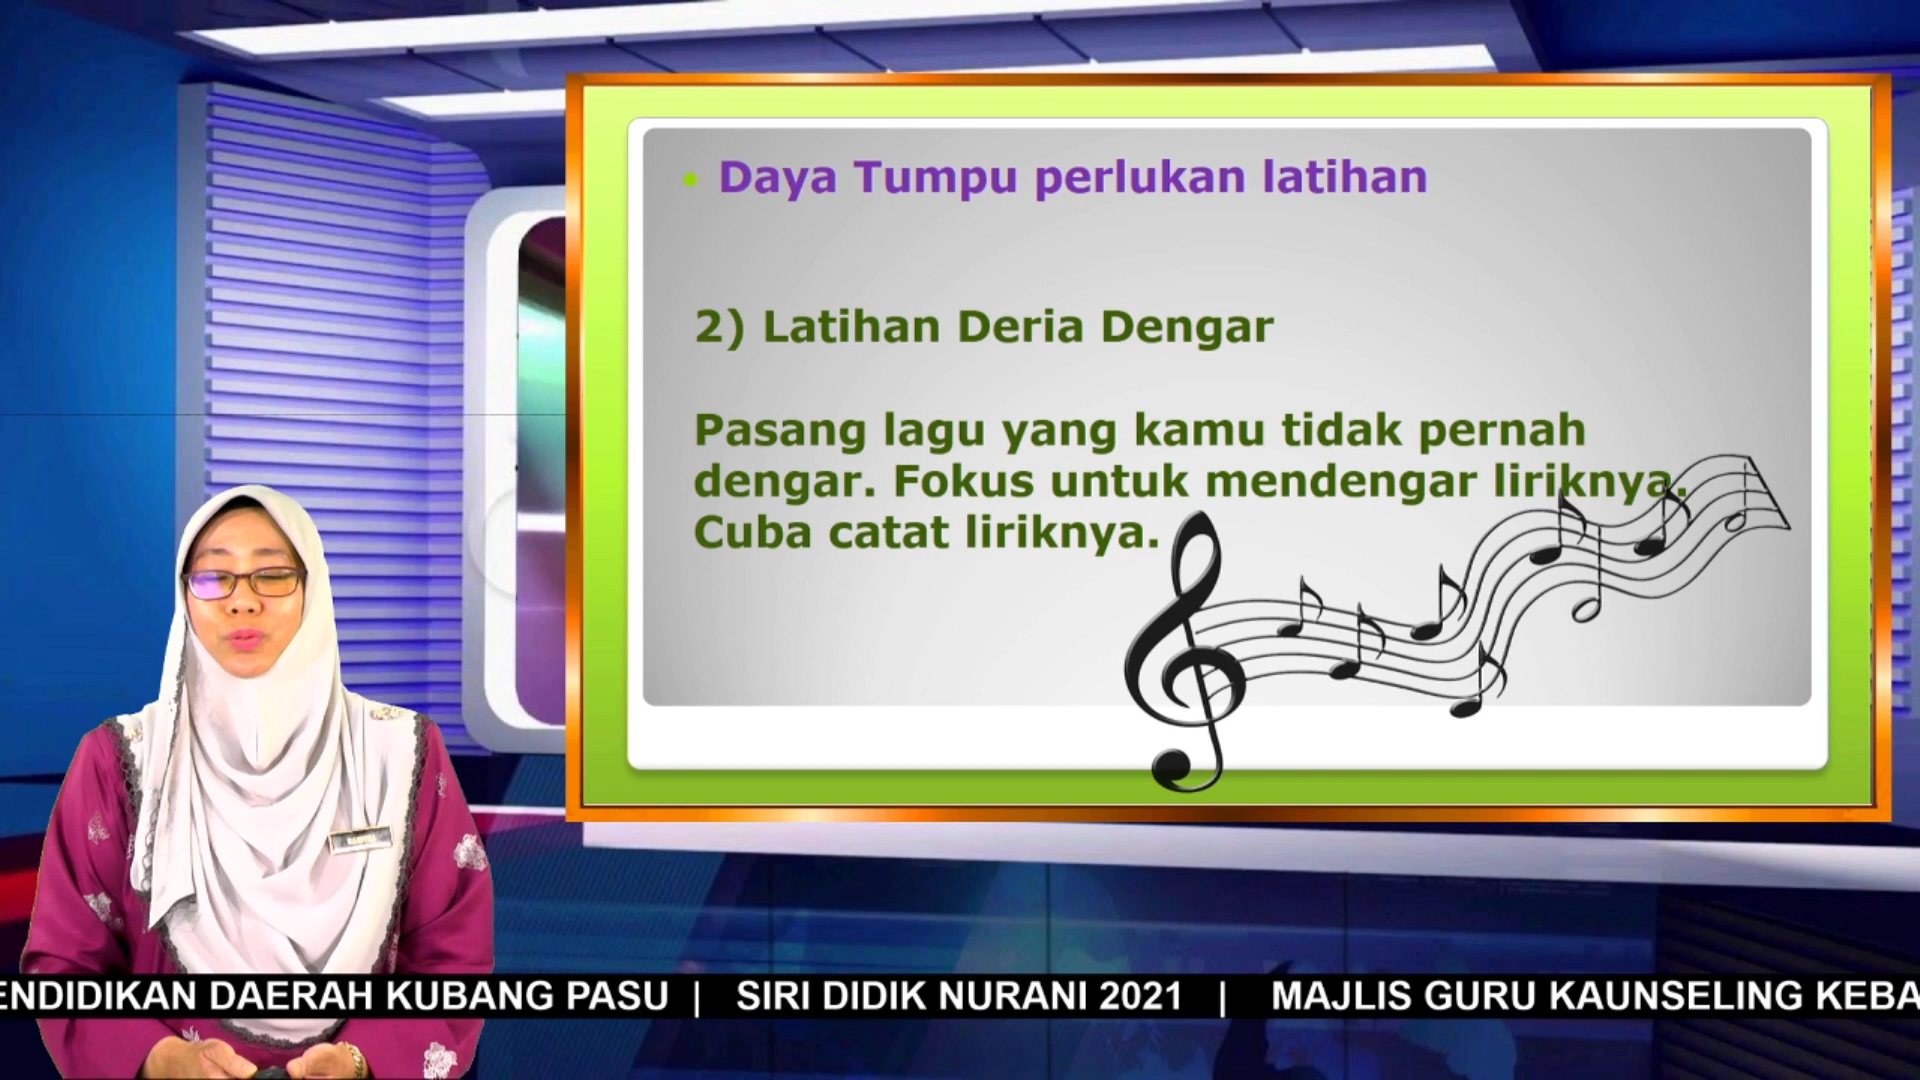 Daya Tumpu perlukan latihan
2) Latihan Deria Dengar
Pasang lagu yang kamu tidak pernah
dengar. Fokus untuk mendengar liriknya.
Cuba catat liriknya.
ENDIDIKAN DAERAH KUBANG PASU | SIRI DIDIK NURANI 2021 | MAJLIS GURU KAUNSELING KEBA